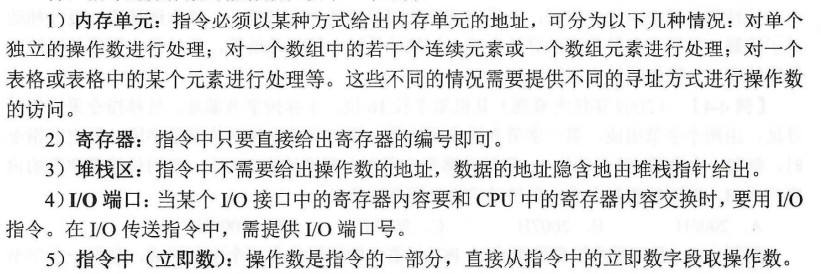 1）内存单元：指令必须以某种方式给出内存单元的地址，可分为以下几种情况：对单个
独立的操作数进行处理；对一个数组中的若干个连续元素或一个数组元素进行处理；对一个
表格或表格中的某个元素进行处理等。这些不同的情况需要提供不同的寻址方式进行操作数
的访问。
2）寄存器：指令中只要直接给出寄存器的编号即可。
3）堆栈区：指令中不需要给出操作数的地址，数据的地址隐含地由堆栈指针给出。
4）I/O 端口：当某个 I/O 接口中的寄存器内容要和 CPU 中的寄存器内容交换时，要用 I/O
指令。在 I/O 传送指令中，需提供 I/O 端口号。
5）指令中（立即数）：操作数是指令的一部分，直接从指令中的立即数字段取操作数。